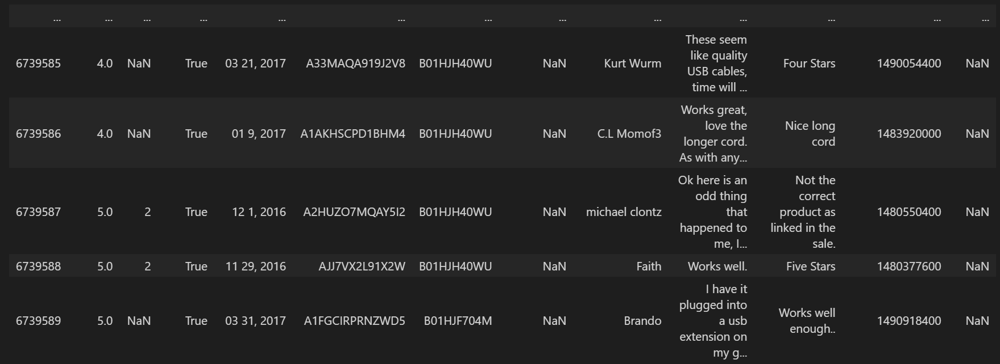 ... ... ... ... ... ... ... ... ... ... ... ... ...
6739585 4.0 NaN True 03 21, 2017 A33MAQA919J2V8 B01HJH40WU NaN Kurt Wurm These seem like quality USB cables, time will ... Four Stars 1490054400 NaN
6739586 4.0 NaN True 01 9, 2017 A1AKHSCPD1BHM4 B01HJH40WU NaN C.L Momof3 Works great, love the longer cord. As with any... Nice long cord 1483920000 NaN
6739587 5.0 2 True 12 1, 2016 A2HUZO7MQAY5I2 B01HJH40WU NaN michael clontz Ok here is an odd thing that happened to me, I... Not the correct product as linked in the sale. 1480550400 NaN
6739588 5.0 2 True 11 29, 2016 AJJ7VX2L91X2W B01HJH40WU NaN Faith Works well. Five Stars 1480377600 NaN
6739589 5.0 NaN True 03 31, 2017 A1FGCIRPRNZWD5 B01HJF704M NaN Brando I have it plugged into a usb extension on my g... Works well enough.. 1490918400 NaN